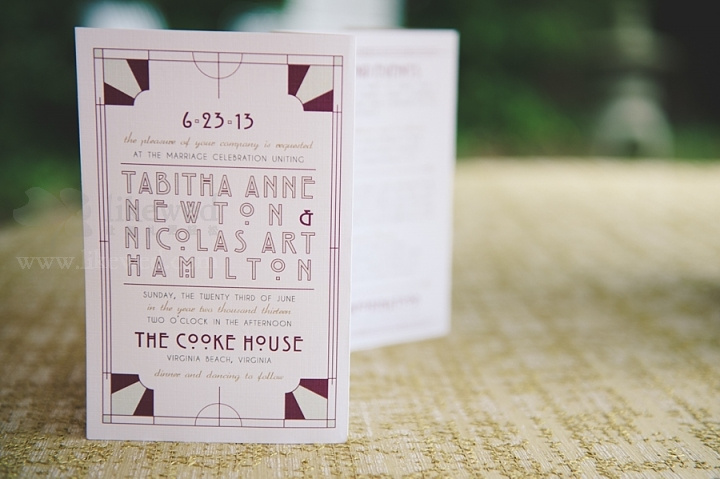 6-23-13
the pleasure of your company is requested
AT THE MARRIAGE CELEBRATION UNITING
TABITHA ANNE
NEWTON &
NICOLAS ART
HAMILTON
SUNDAY, THE TWENTY THIRD OF JUNE
in the year two thousand thirteen
TWO O'CLOCK IN THE AFTERNOON
THE COOKE HOUSE
VIRGINIA BEACH, VIRGINIA
dinner and dancing to follow
likewed